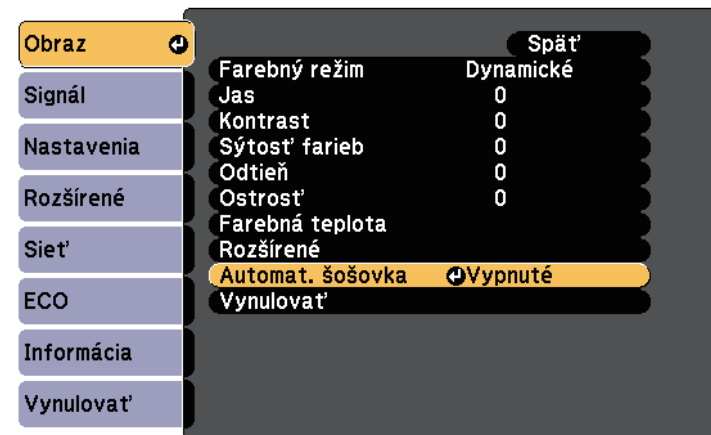 Obraz
Signál
Nastavenia
Rozšírené
Sieť
ECO
Informácia
Vynulovať
Späť
Farebný režim Dynamické
Jas 0
Kontrast 0
Sýtosť farieb 0
Odtieň 0
Ostrosť 0
Farebná teplota
Rozšírené
Automat. šošovka Vypnuté
Vynulovať